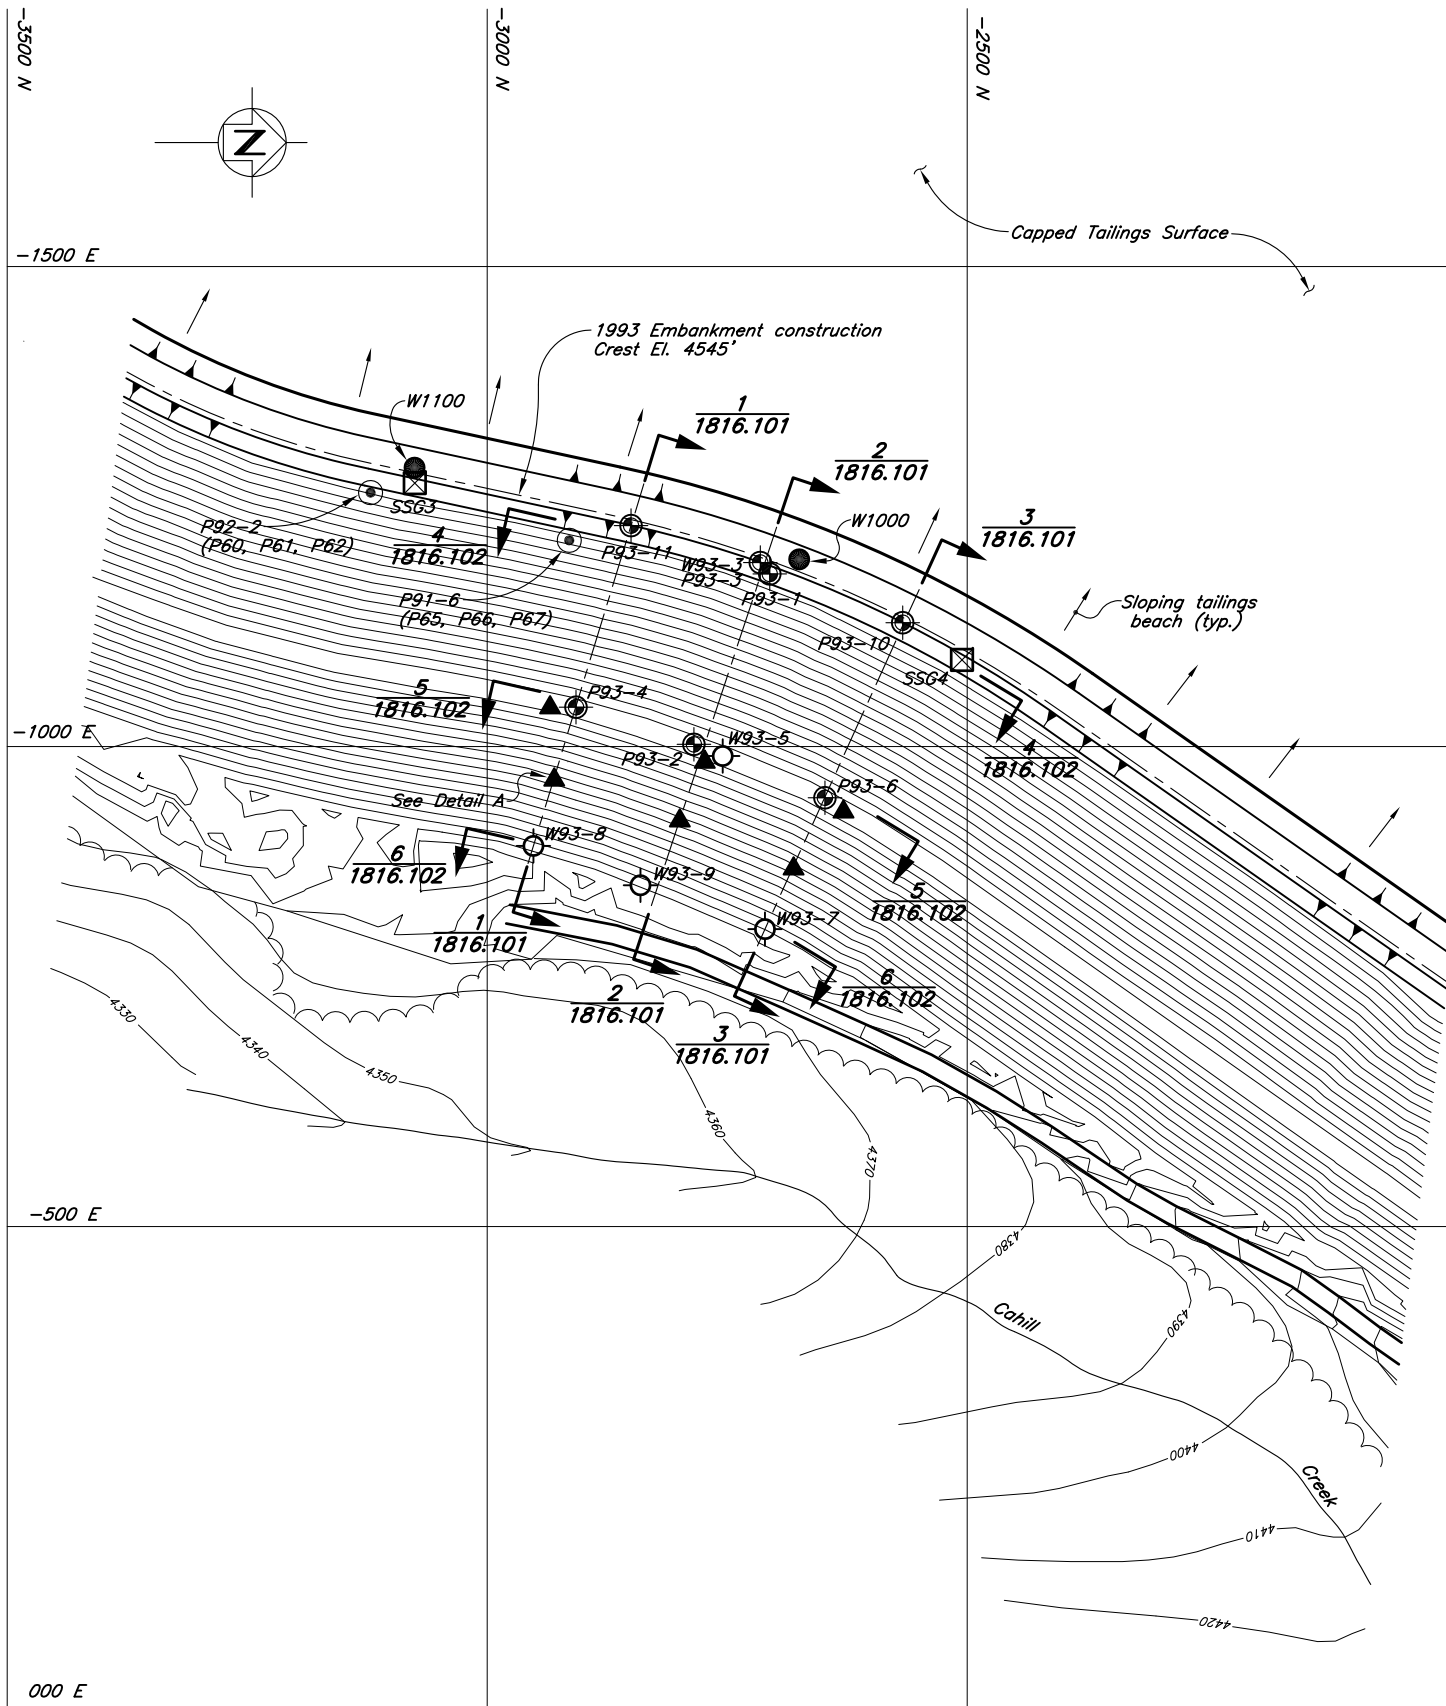 -3500 N
-3000 N
-2500 N
N
Capped Tailings Surface
-1500 E
1993 Embankment construction
Crest El. 4545'
W1100
1
1816.101
2
1816.101
P92-2
(P60, P61, P62)
SSG3
4
1816.102
P93-11
W1000
3
1816.101
W93-3
P93-3
P93-1
P91-6
(P65, P66, P67)
Sloping tailings
beach (typ.)
P93-10
SSG4
5
1816.102
P93-4
-1000 E
W93-5
P93-2
4
1816.102
See Detail A
P93-6
W93-8
6
1816.102
W93-9
5
1816.102
W93-7
1
1816.101
6
1816.102
2
1816.101
3
1816.101
4330
4340
4350
4360
4370
-500 E
4380
Cahill
4390
4400
Creek
4410
4420
000 E